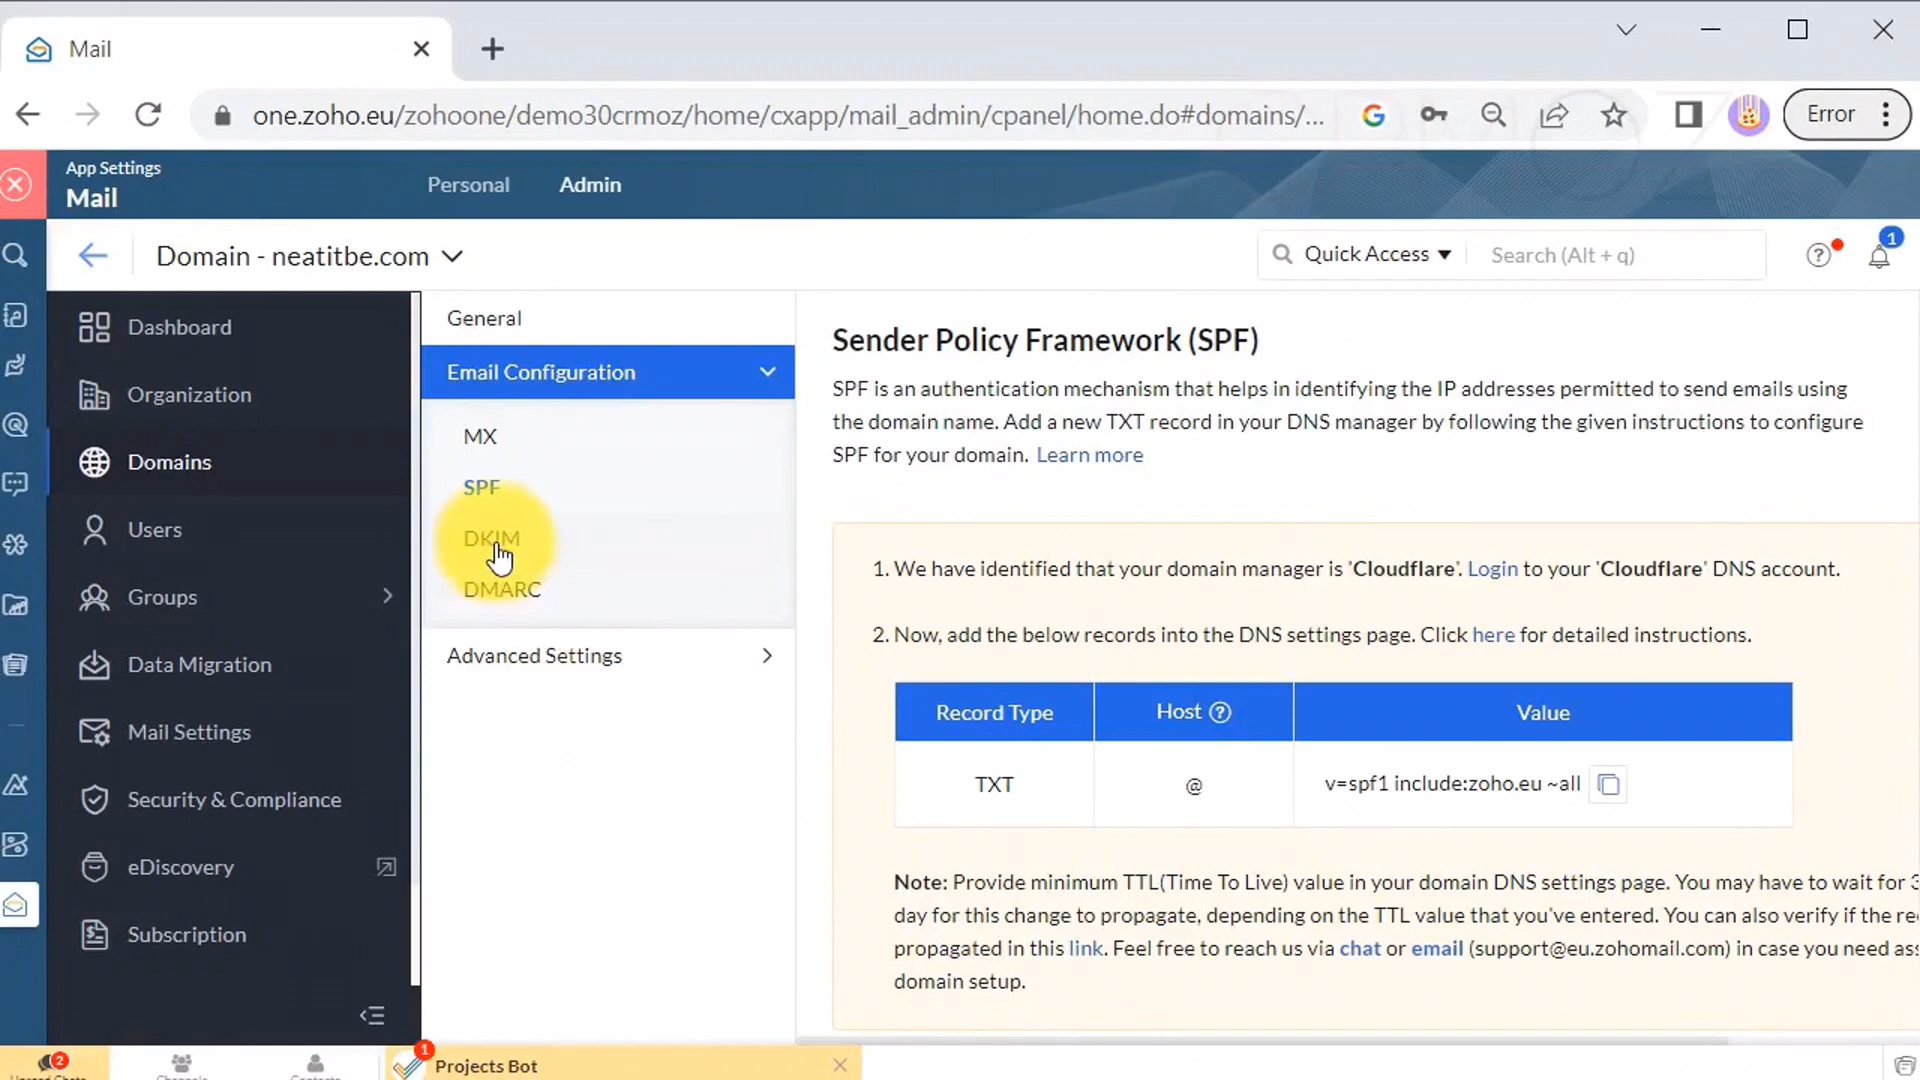 Mail
one.zoho.eu/zohoone/demo30crmoz/home/cxapp/mail_admin/cpanel/home.do#domains/...
Error
App Settings
Mail
Personal
Admin
Domain - neatitbe.com
Quick Access
Search (Alt + q)
1
Dashboard
Organization
Domains
Users
Groups
Data Migration
Mail Settings
Security & Compliance
eDiscovery
Subscription
General
Email Configuration
MX
SPF
DKIM
DMARC
Advanced Settings
Sender Policy Framework (SPF)
SPF is an authentication mechanism that helps in identifying the IP addresses permitted to send emails using
the domain name. Add a new TXT record in your DNS manager by following the given instructions to configure
SPF for your domain. Learn more
1. We have identified that your domain manager is 'Cloudflare'. Login to your 'Cloudflare' DNS account.
2. Now, add the below records into the DNS settings page. Click here for detailed instructions.
Record Type
Host
Value
TXT
@
v=spf1 include:zoho.eu ~all
Note: Provide minimum TTL(Time To Live) value in your domain DNS settings page. You may have to wait for
day for this change to propagate, depending on the TTL value that you've entered. You can also verify if the
propagated in this link. Feel free to reach us via chat or email (support@eu.zohomail.com) in case you need
domain setup.
2
1
Projects Bot